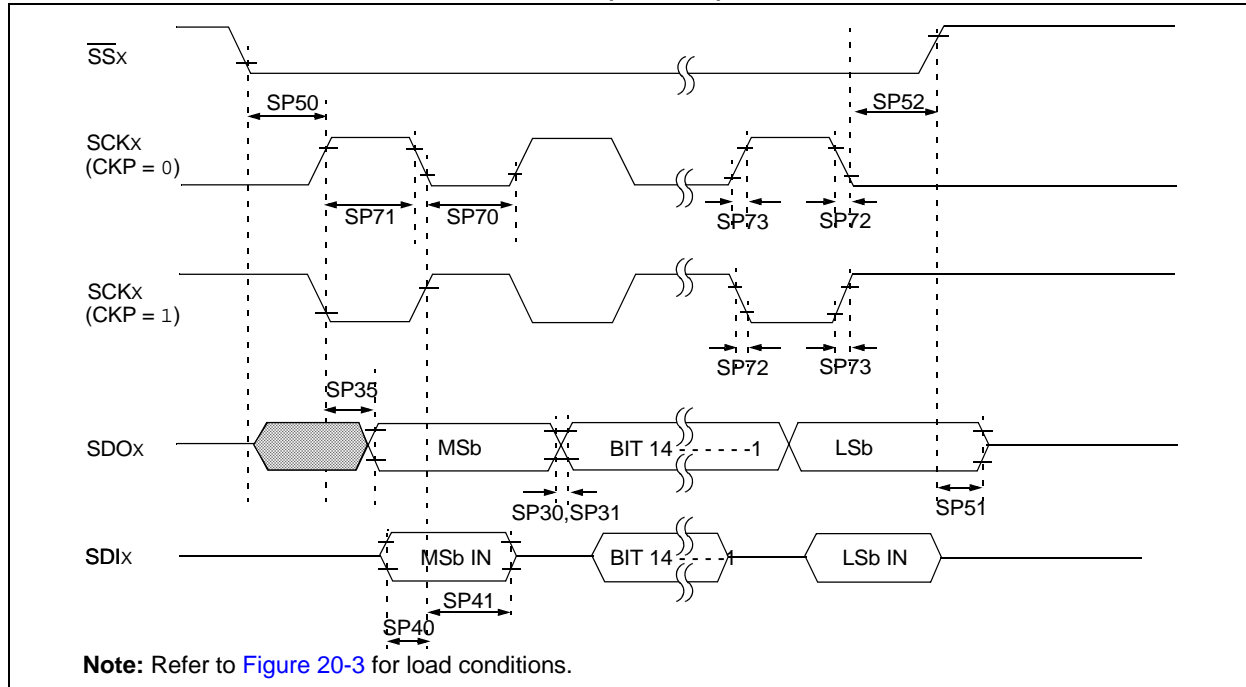 SSX
SP50
SP52
SCKX
(CKP = 0)
SP71
SP70
SP73
SP72
SCKX
(CKP = 1)
SP72
SP73
SP35
SDOX
MSb
BIT 14 - - - - - -1
LSb
SP30,SP31
SP51
SDIX
MSb IN
BIT 14 - - - -1
LSb IN
SP41
SP40
Note: Refer to Figure 20-3 for load conditions.